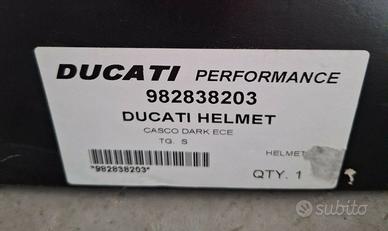 DUCATI PERFORMANCE
982838203
DUCATI HELMET
CASCO DARK ECE
TG. S
HELMET
*982838203*
QTY. 1
subito